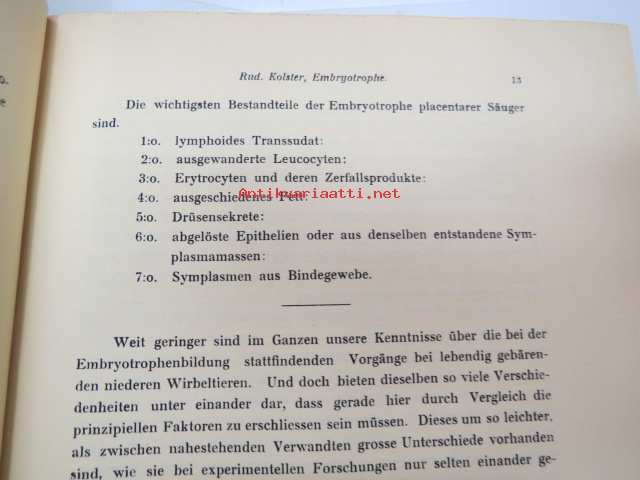 o.
e
Rud. Kolster, Embryotrophe. 13
Die wichtigsten Bestandteile der Embryotrophe placentarer Säuger
sind.
1:o. lymphoides Transsudat:
2:o. ausgewanderte Leucocyten:
3:o. Erytrocyten und deren Zerfallsprodukte:
4:o. ausgeschiedenes Fett:
Antikvariaatti.net
5:o. Drüsensekrete:
6:o. abgelöste Epithelien oder aus denselben entstandene Sym-
plasmamassen:
7:o. Symplasmen aus Bindegewebe.
Weit geringer sind im Ganzen unsere Kenntnisse über die bei der
Embryotrophenbildung stattfindenden Vorgänge bei lebendig gebären-
den niederen Wirbeltieren. Und doch bieten dieselben so viele Verschie-
denheiten unter einander dar, dass gerade hier durch Vergleich die
prinzipiellen Faktoren zu erschliessen sein müssen. Dieses um so leichter,
als zwischen nahestehenden Verwandten grosse Unterschiede vorhanden
sind, wie sie bei experimentellen Forschungen nur selten einander ge-